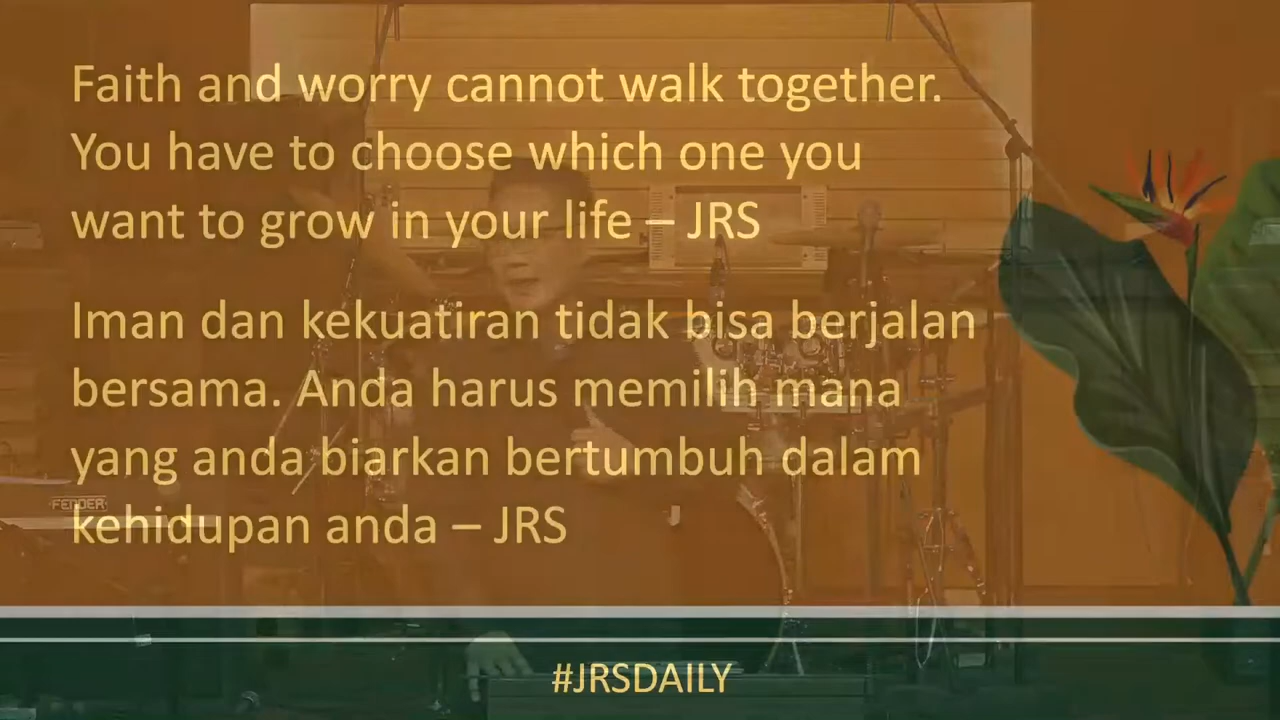 Faith and worry cannot walk together.
You have to choose which one you
want to grow in your life – JRS
Iman dan kekuatiran tidak bisa berjalan
bersama. Anda harus memilih mana
yang anda biarkan bertumbuh dalam
kehidupan anda – JRS
FENDER
#JRSDAILY